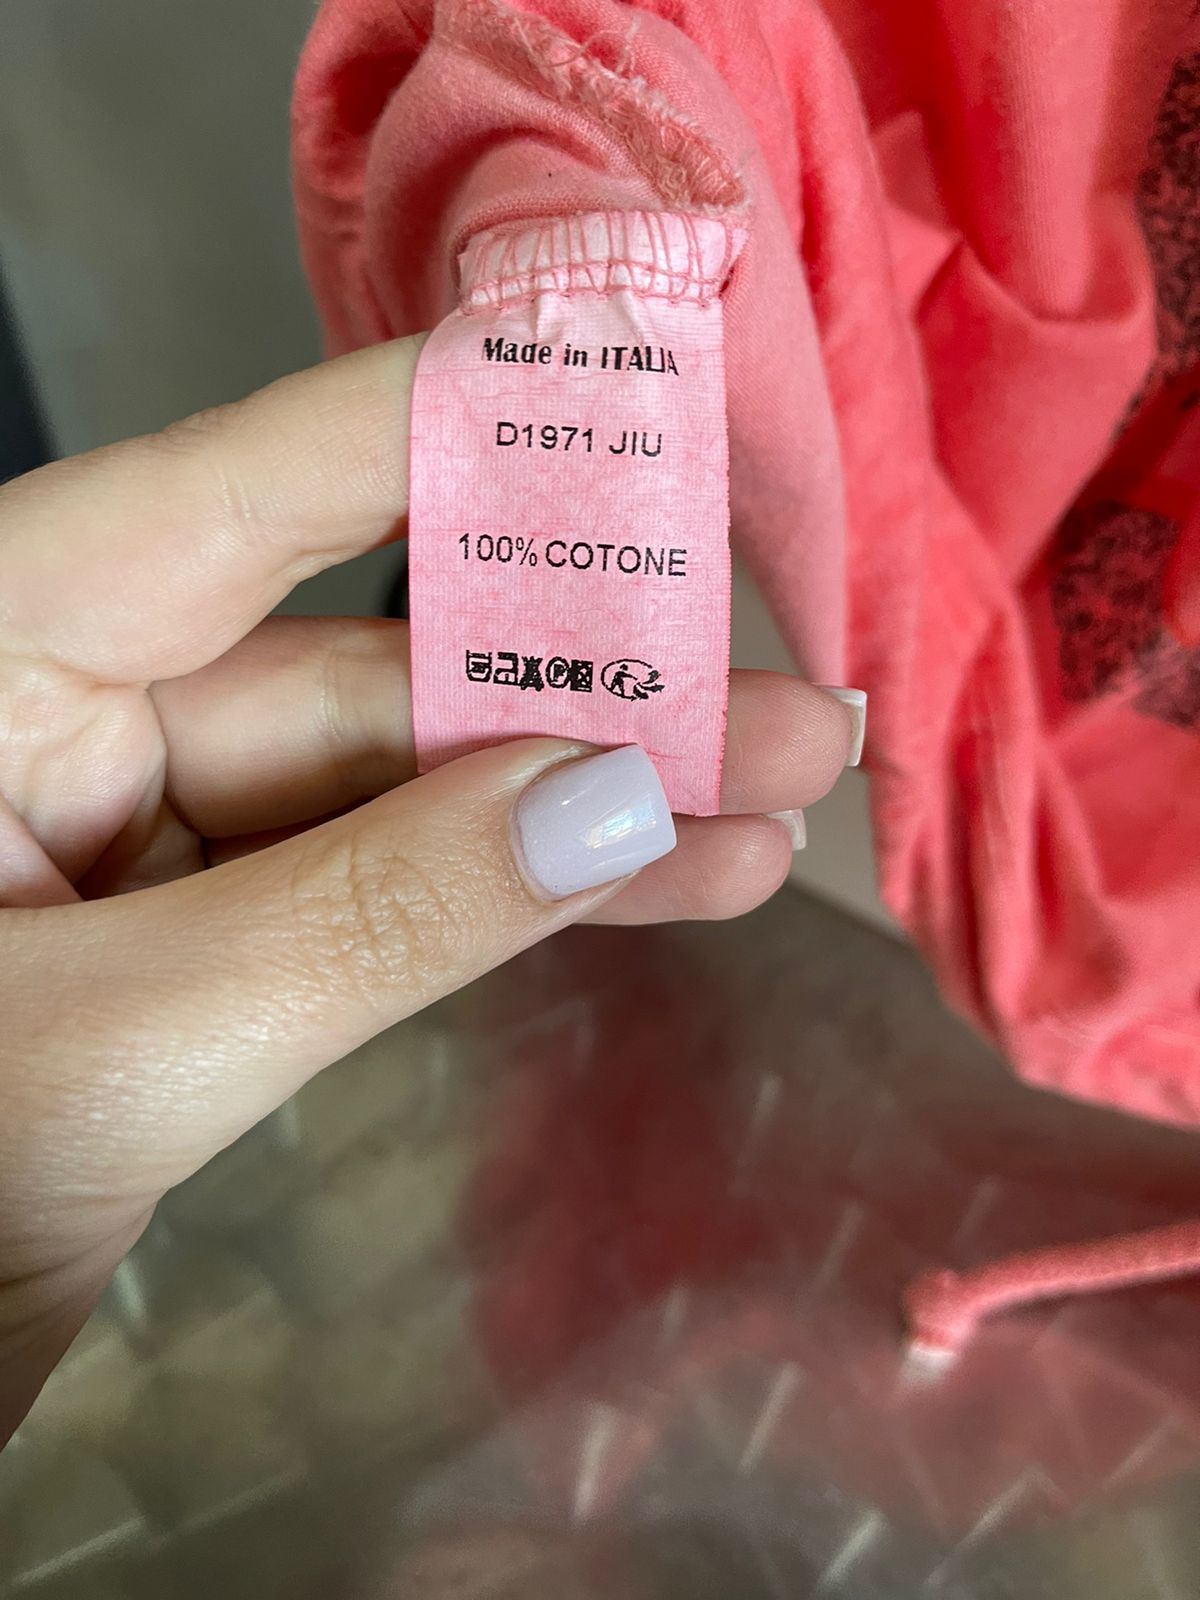 Made in ITALIA
D1971 JIU
100% COTONE